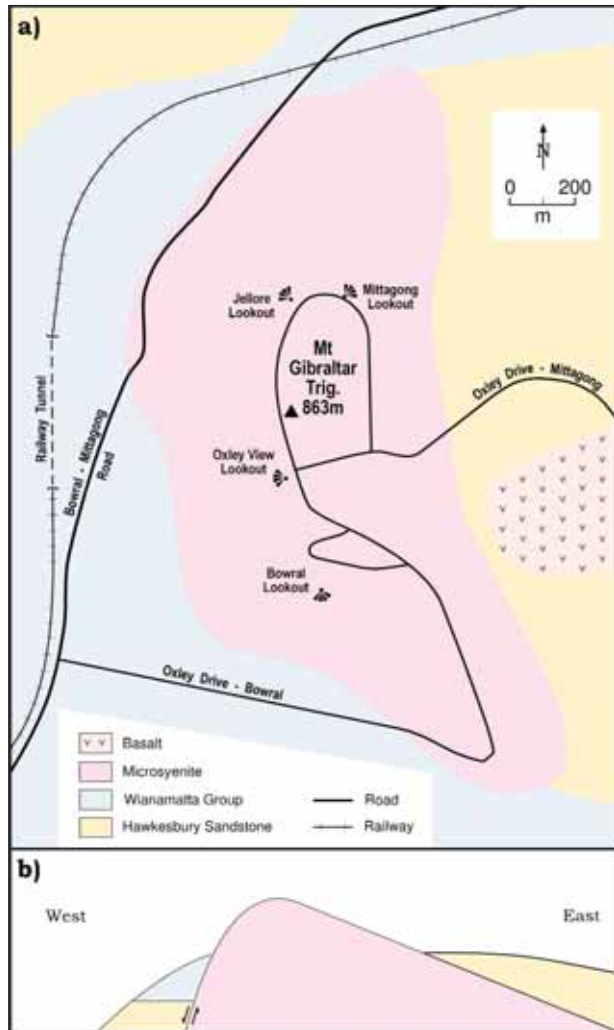 a)
N
0 200
m
Jellore
Lookout
Mittagong
Lookout
Mt
Gibraltar
Trig.
863m
Oxley Drive - Mittagong
Railway Tunnel
Bowral - Mittagong
Road
Oxley View
Lookout
Bowral
Lookout
Oxley Drive - Bowral
Basalt
Microsyenite
Wianamatta Group
Road
Hawkesbury Sandstone
Railway
b)
West
East